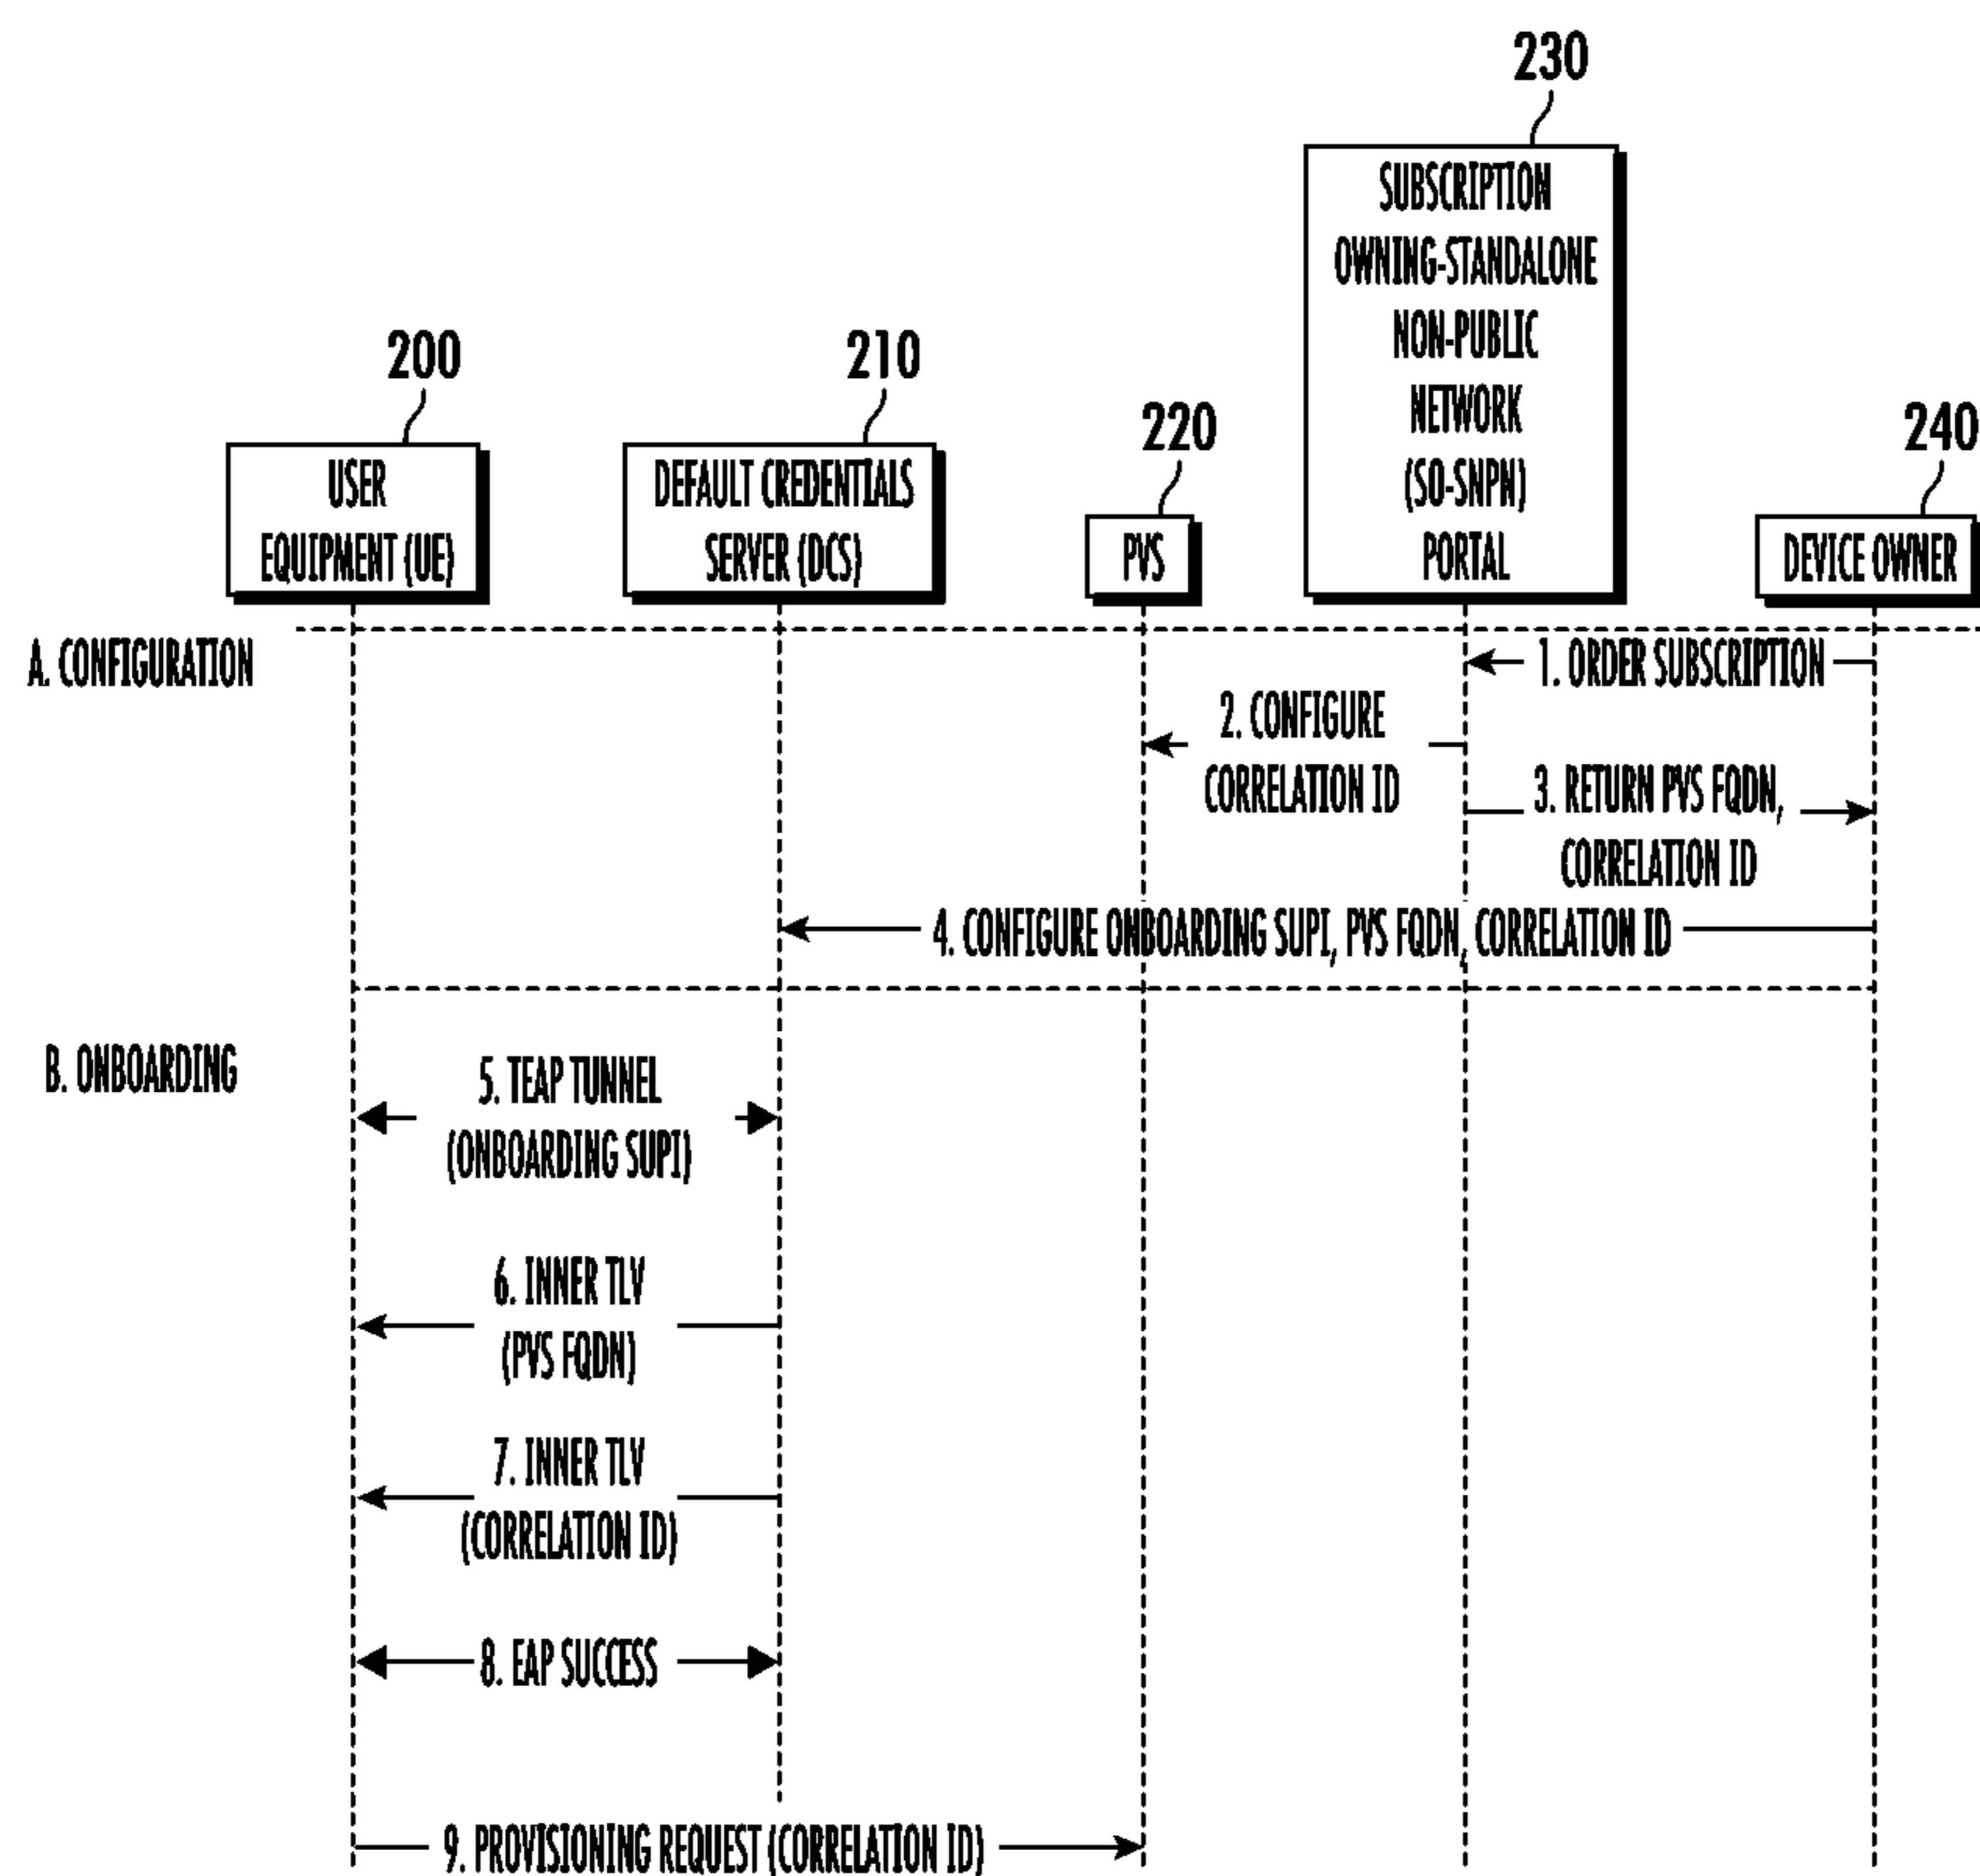 230
SUBSCRIPTION
OWNING-STANDALONE
NON-PUBLIC
NETWORK
(SO-SNPN)
PORTAL
200
USER
EQUIPMENT (UE)
210
DEFAULT CREDENTIALS
SERVER (DCS)
220
PVS
240
DEVICE OWNER
A. CONFIGURATION
1. ORDER SUBSCRIPTION
2. CONFIGURE
CORRELATION ID
3. RETURN PVS FQDN,
CORRELATION ID
4. CONFIGURE ONBOARDING SUPI, PVS FQDN, CORRELATION ID
B. ONBOARDING
5. TEAP TUNNEL
(ONBOARDING SUPI)
6. INNER TLV
(PVS FQDN)
7. INNER TLV
(CORRELATION ID)
8. EAP SUCCESS
9. PROVISIONING REQUEST (CORRELATION ID)